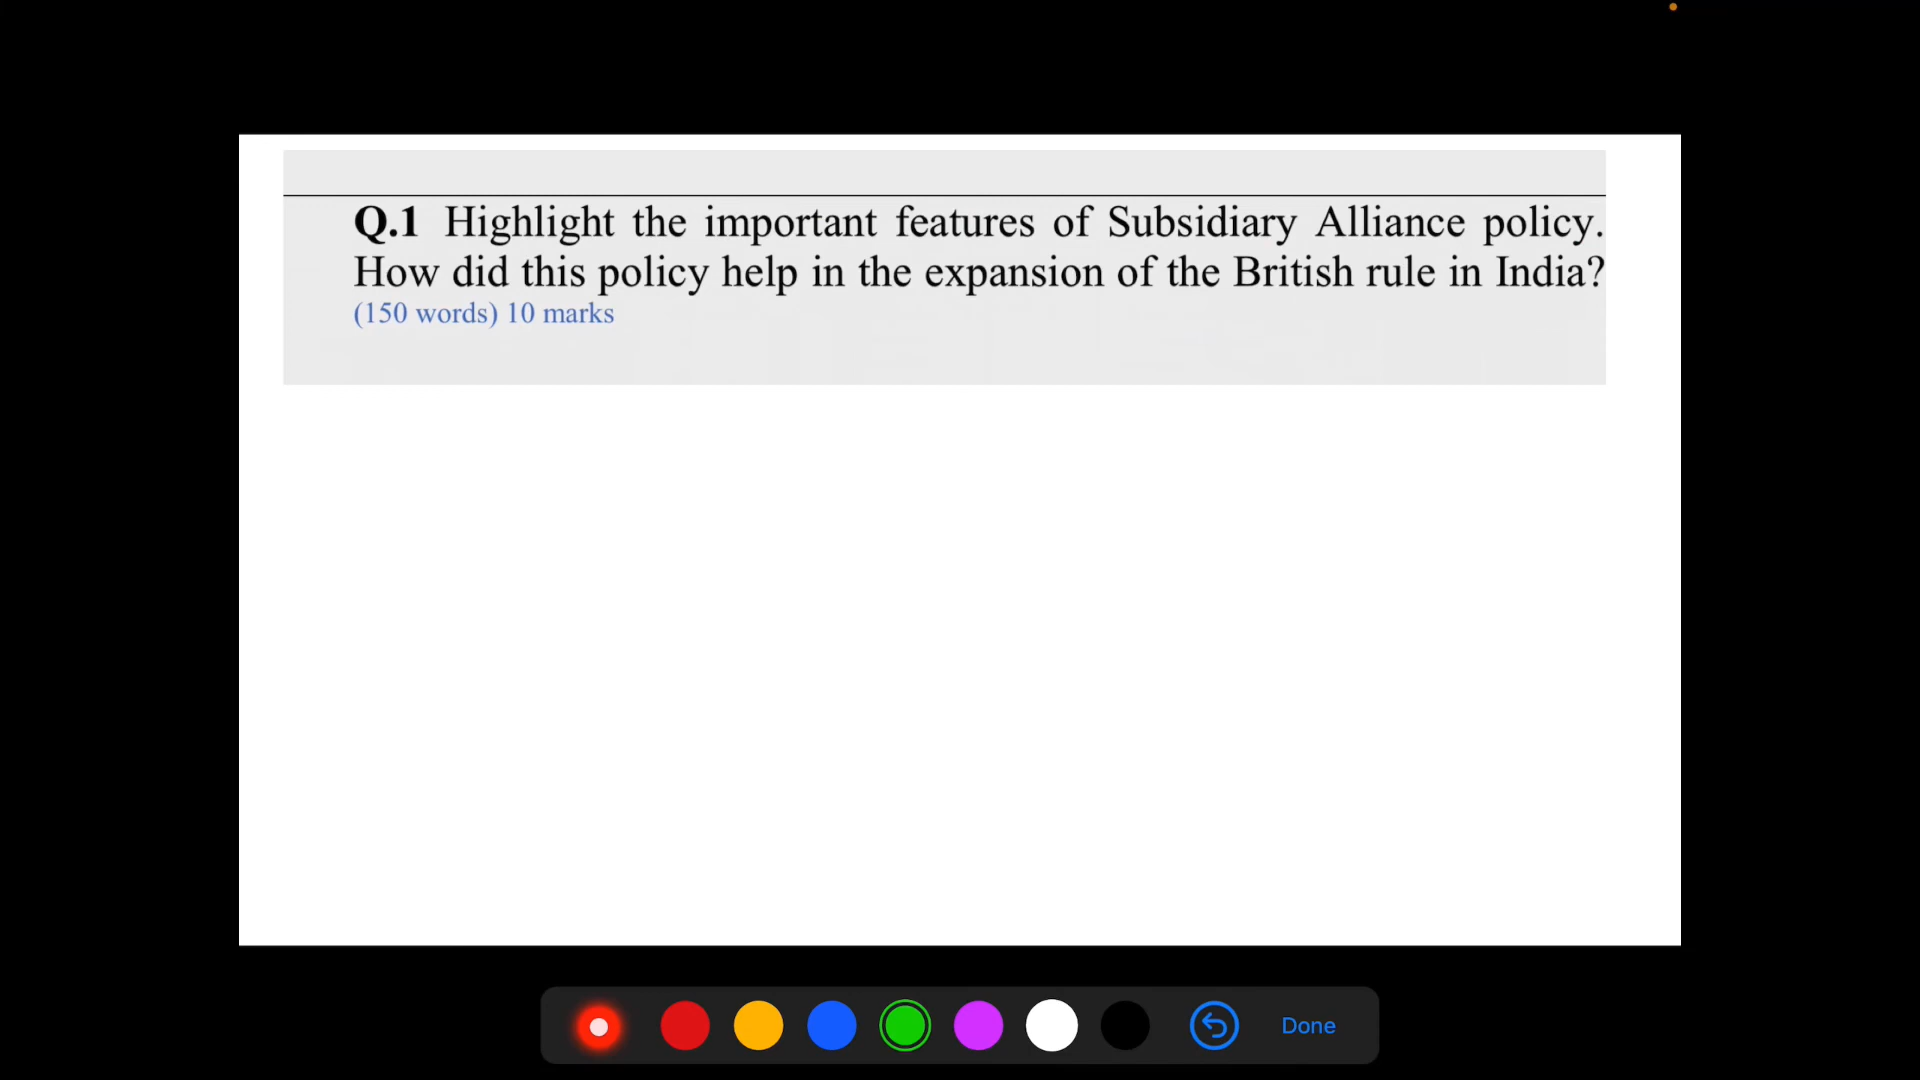 Q.1 Highlight the important features of Subsidiary Alliance policy.
How did this policy help in the expansion of the British rule in India?
(150 words) 10 marks
Done